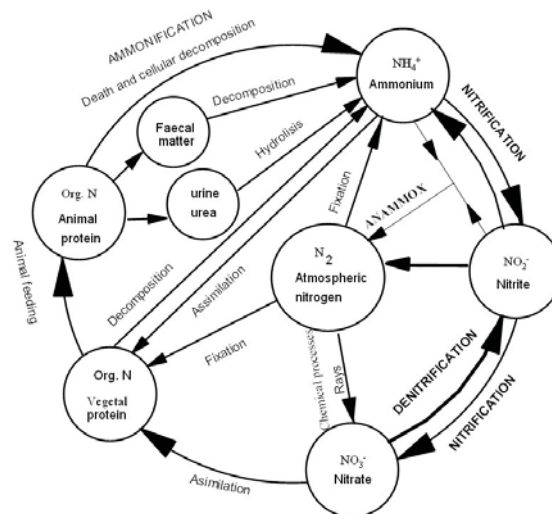 AMMONIFICATION
Death and cellular decomposition
NH₄⁺
Ammonium
Decomposition
NITRIFICATION
Faecal
matter
Hydrolisis
urine
urea
Org. N
Animal
protein
Fixation
ANAMMOX
N₂
Atmospheric
nitrogen
NO₂⁻
Nitrite
Animal feeding
Decomposition
Assimilation
Fixation
Chemical processes
Rays
DENITRIFICATION
NITRIFICATION
Org. N
Vegetal
protein
Asimilation
NO₃⁻
Nitrate